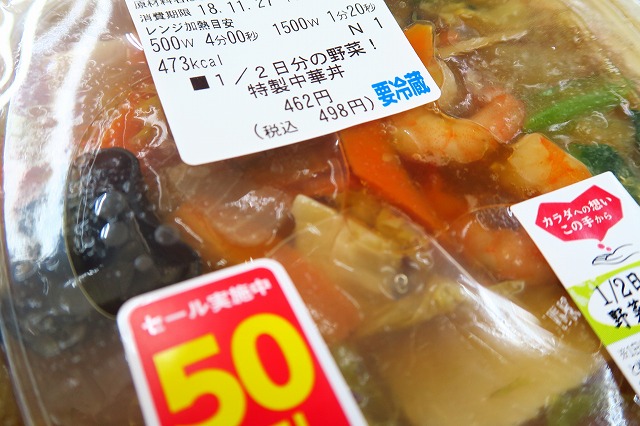 消費期限 18.11.27
レンジ加熱目安
500W 4分00秒 1500W 1分20秒
473kcal N 1
■1／2日分の野菜！
特製中華丼
462円
(税込 498円)
要冷蔵
カラダへの想い
この手から
1/2日
野菜
セール実施中
50